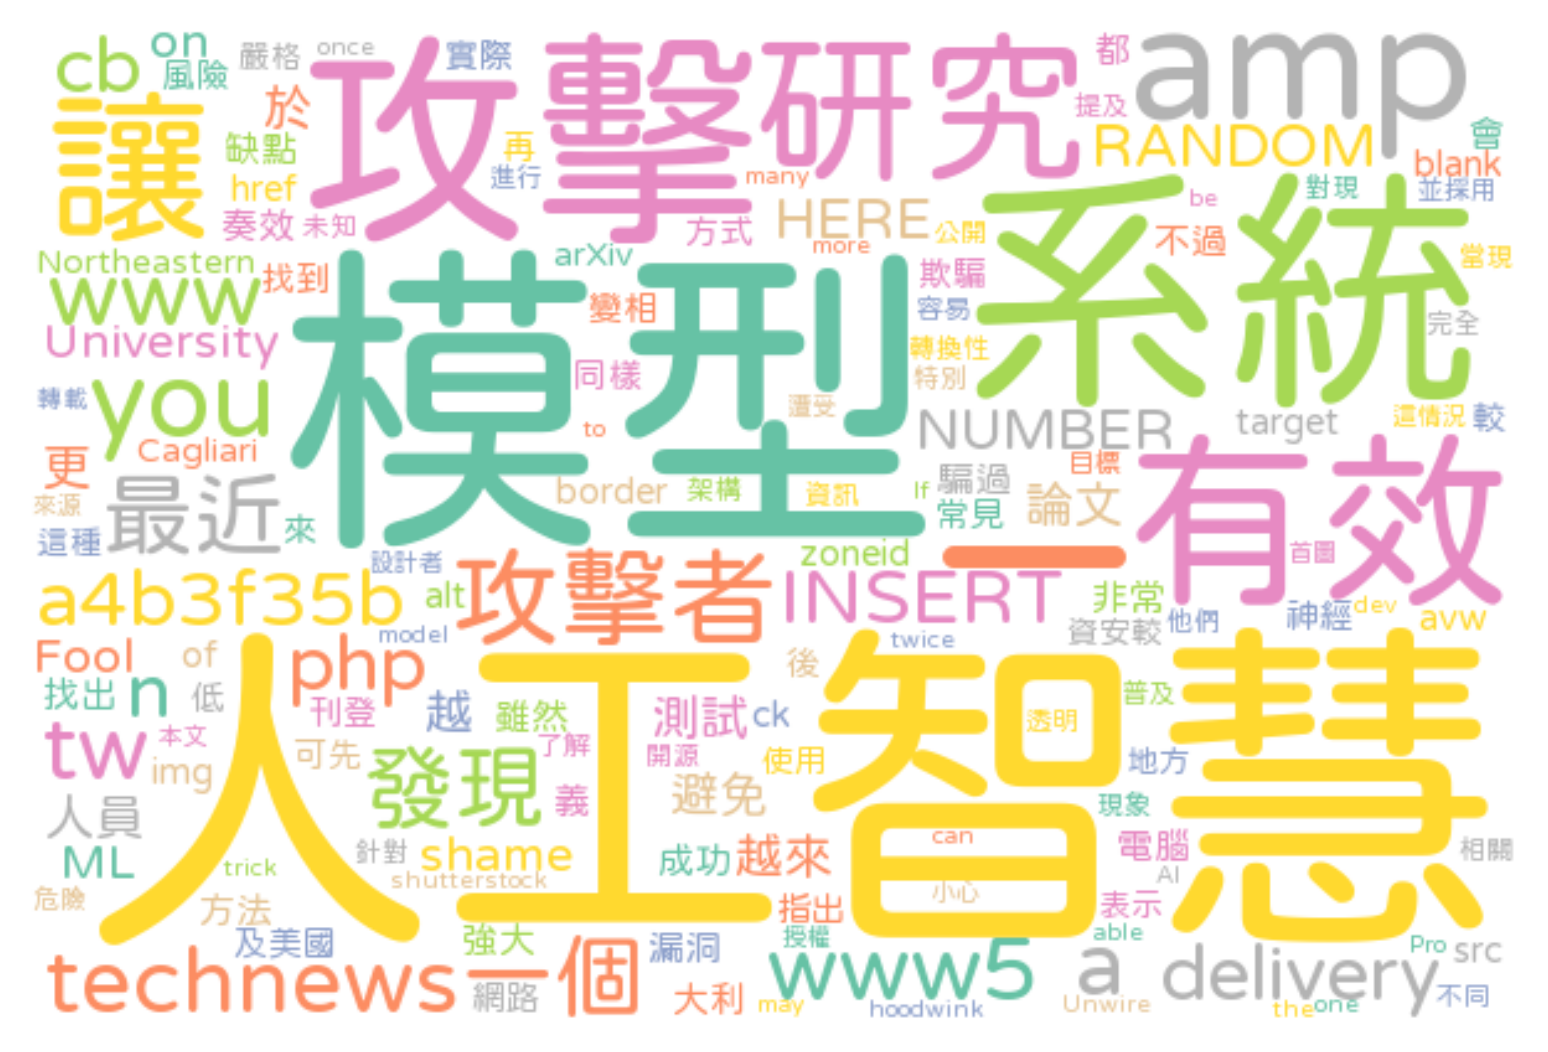 cb on 風險 嚴格 once 實際 攻擊研究 都 amp
讓 於 提及 RANDOM 會
缺點 再 blank
href 進行 many 對現 並採用
奏效 未知 方式 HERE 公開 be 不過 系統 當現
Northeastern 找到 arXiv more 欺騙
www 模型 變相 容易 完全
University 轉換性
轉載 you 同樣 特別
遭受 NUMBER target 這情況 較
Cagliari to
更 目標 有效
來源 最近 來 border 架構 資訊 If 騙過 論文
這種 常見
設計者 zoneid 一 首圖
a4b3f35b alt 攻擊者 INSERT 非常 神經 dev avw
model twice 資安較 他們
Fool of php 後 人工智慧
找出 n 低 刊登 越 雖然 測試 ck 透明 普及
tw 本文 可先 了解 開源 使用 地方
img 發現 義 避免 現象
人員 can 電腦 相關
ML trick 針對 shame 成功 越來 AI
shutterstock
危險 方法 小心 指出 表示
及美國 強大 漏洞 授權 able Pro src
technews 一個 www5 a delivery
網路 大利 may hoodwink Unwire the one 不同